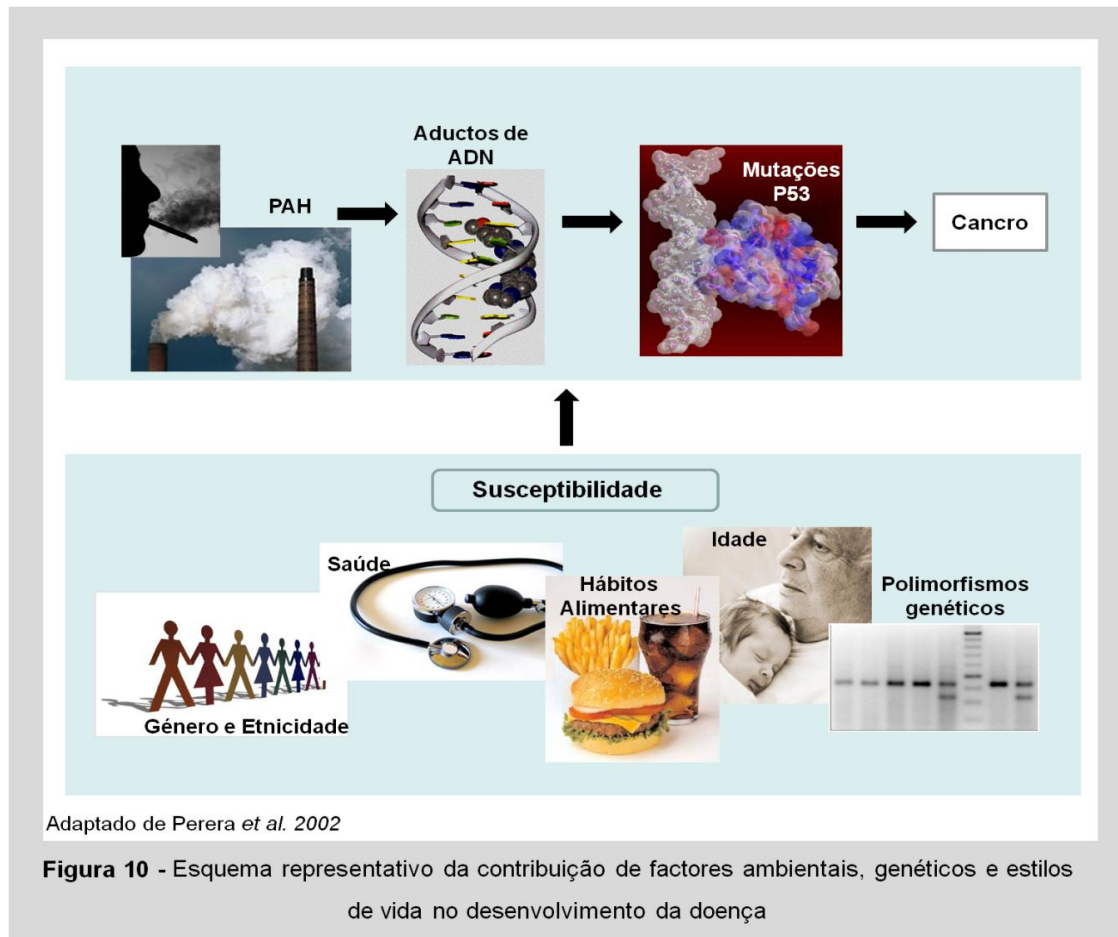 Aductos de
ADN
PAH
Mutações
P53
Cancro
Susceptibilidade
Saúde
Idade
Hábitos
Alimentares
Polimorfismos
genéticos
Género e Etnicidade
Adaptado de Perera et al. 2002
Figura 10 - Esquema representativo da contribuição de factores ambientais, genéticos e estilos
de vida no desenvolvimento da doença